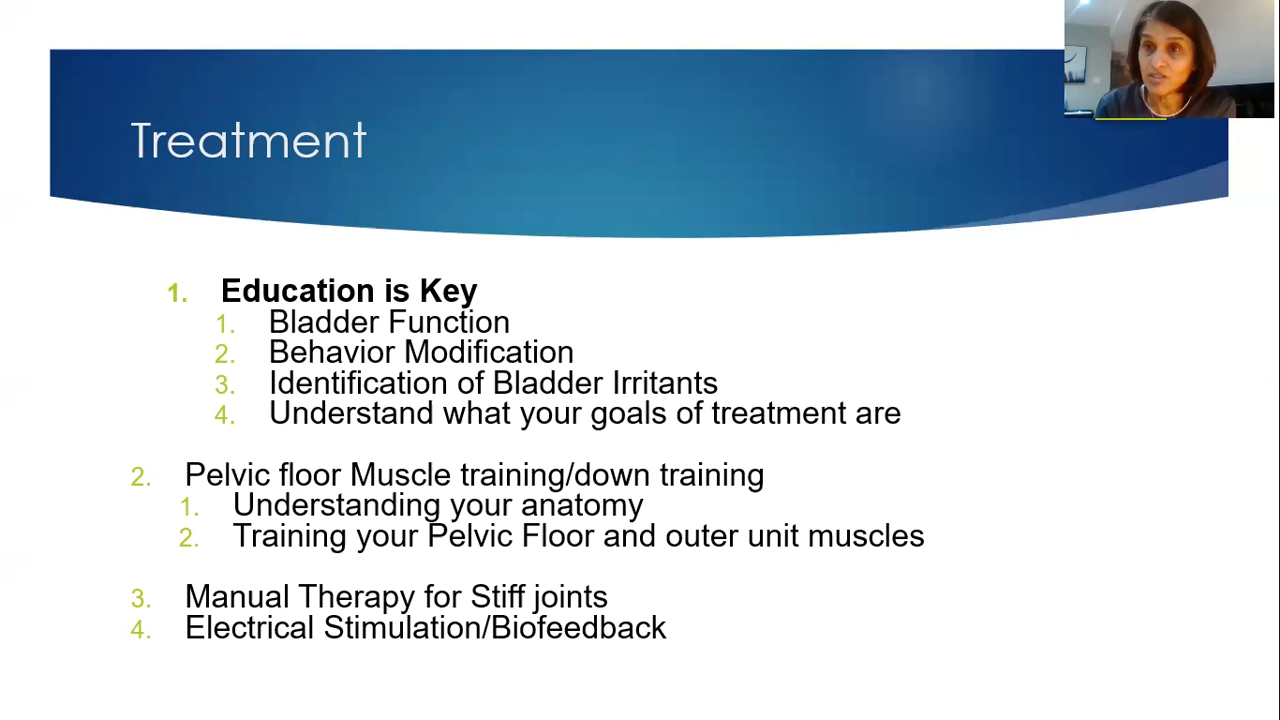 Treatment
1. Education is Key
1. Bladder Function
2. Behavior Modification
3. Identification of Bladder Irritants
4. Understand what your goals of treatment are
2. Pelvic floor Muscle training/down training
1. Understanding your anatomy
2. Training your Pelvic Floor and outer unit muscles
3. Manual Therapy for Stiff joints
4. Electrical Stimulation/Biofeedback